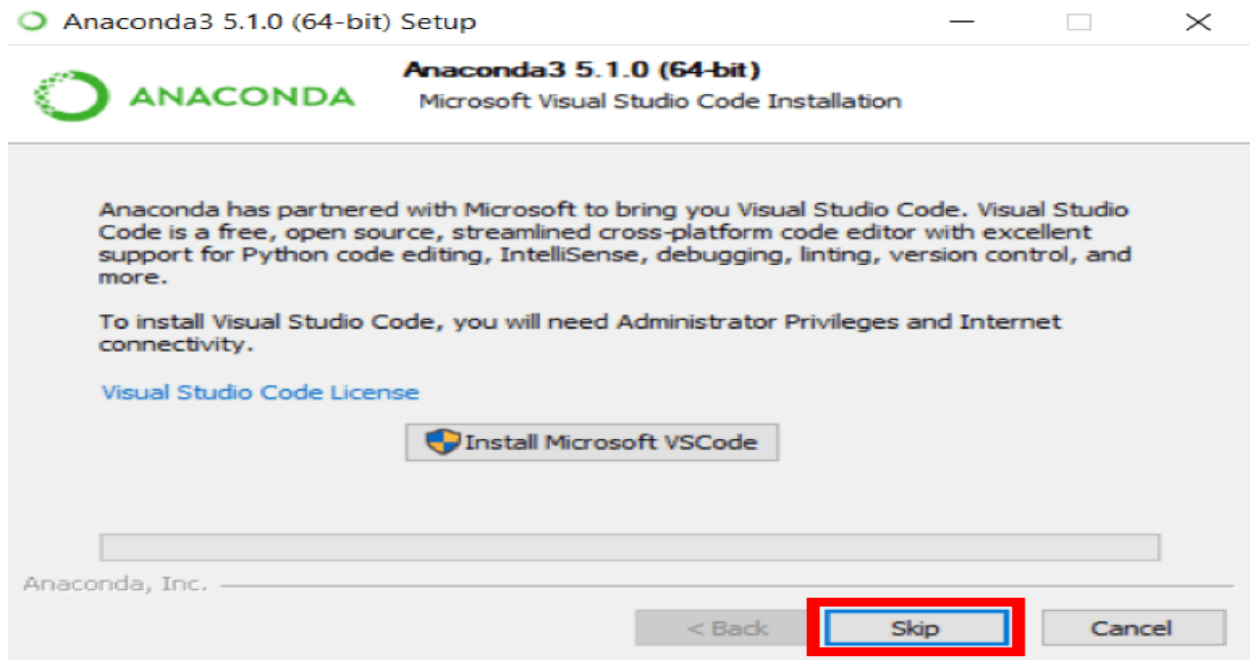 Anaconda3 5.1.0 (64-bit) Setup
ANACONDA
Anaconda3 5.1.0 (64-bit)
Microsoft Visual Studio Code Installation
Anaconda has partnered with Microsoft to bring you Visual Studio Code. Visual Studio
Code is a free, open source, streamlined cross-platform code editor with excellent
support for Python code editing, IntelliSense, debugging, linting, version control, and
more.
To install Visual Studio Code, you will need Administrator Privileges and Internet
connectivity.
Visual Studio Code License
Install Microsoft VSCode
Anaconda, Inc.
< Back
Skip
Cancel